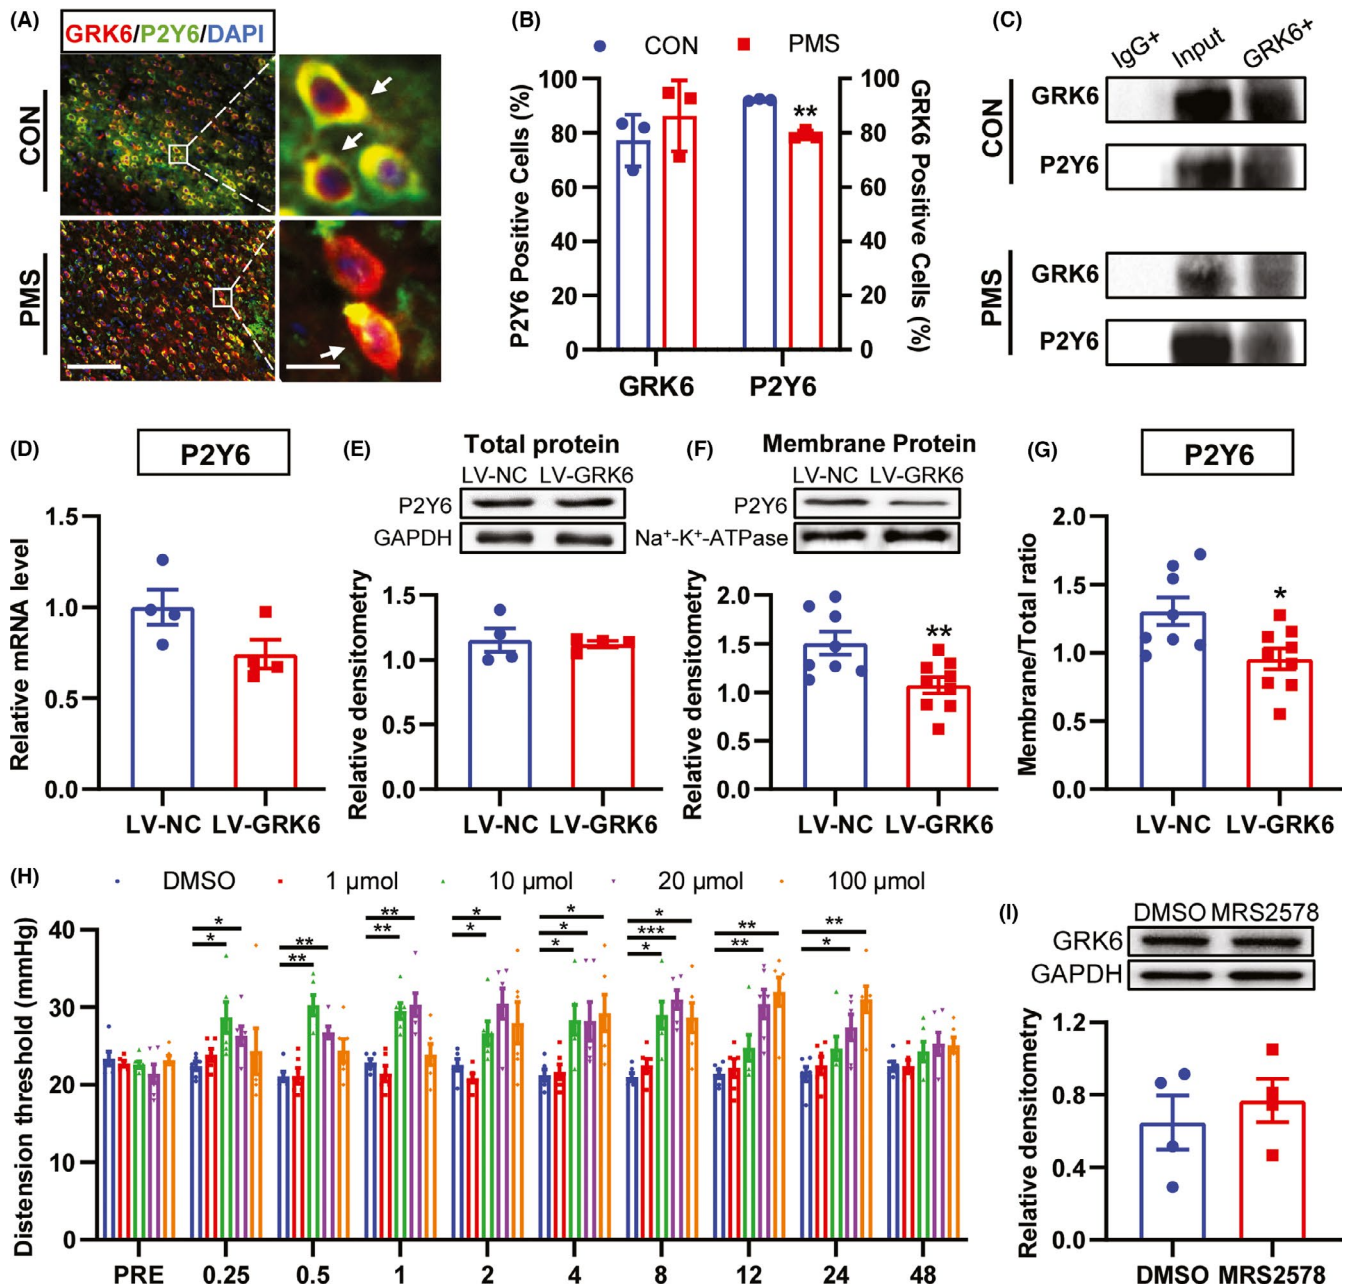 (A)
GRK6/P2Y6/DAPI
CON
PMS
(B)
CON
PMS
P2Y6 Positive Cells (%)
100
80
60
40
20
0
**
100
80
60
40
20
0
GRK6 Positive Cells (%)
GRK6
P2Y6
(C)
IgG+
Input
GRK6+
CON
GRK6
P2Y6
PMS
GRK6
P2Y6
(D)
P2Y6
Relative mRNA level
1.5
1.0
0.5
0.0
LV-NC LV-GRK6
(E)
Total protein
LV-NC LV-GRK6
P2Y6
GAPDH
Relative densitometry
1.5
1.0
0.5
0.0
LV-NC LV-GRK6
(F)
Membrane Protein
LV-NC LV-GRK6
P2Y6
Na⁺-K⁺-ATPase
Relative densitometry
2.0
1.5
1.0
0.5
0.0
**
LV-NC LV-GRK6
(G)
P2Y6
Membrane/Total ratio
2.0
1.5
1.0
0.5
0.0
*
LV-NC LV-GRK6
(H)
DMSO 1 μmol 10 μmol 20 μmol 100 μmol
Distension threshold (mmHg)
40
30
20
10
0
*
*
**
**
**
**
*
*
*
*
*
*
***
*
**
**
**
*
PRE 0.25 0.5 1 2 4 8 12 24 48
(I)
DMSO MRS2578
GRK6
GAPDH
Relative densitometry
1.2
0.8
0.4
0.0
DMSO MRS2578